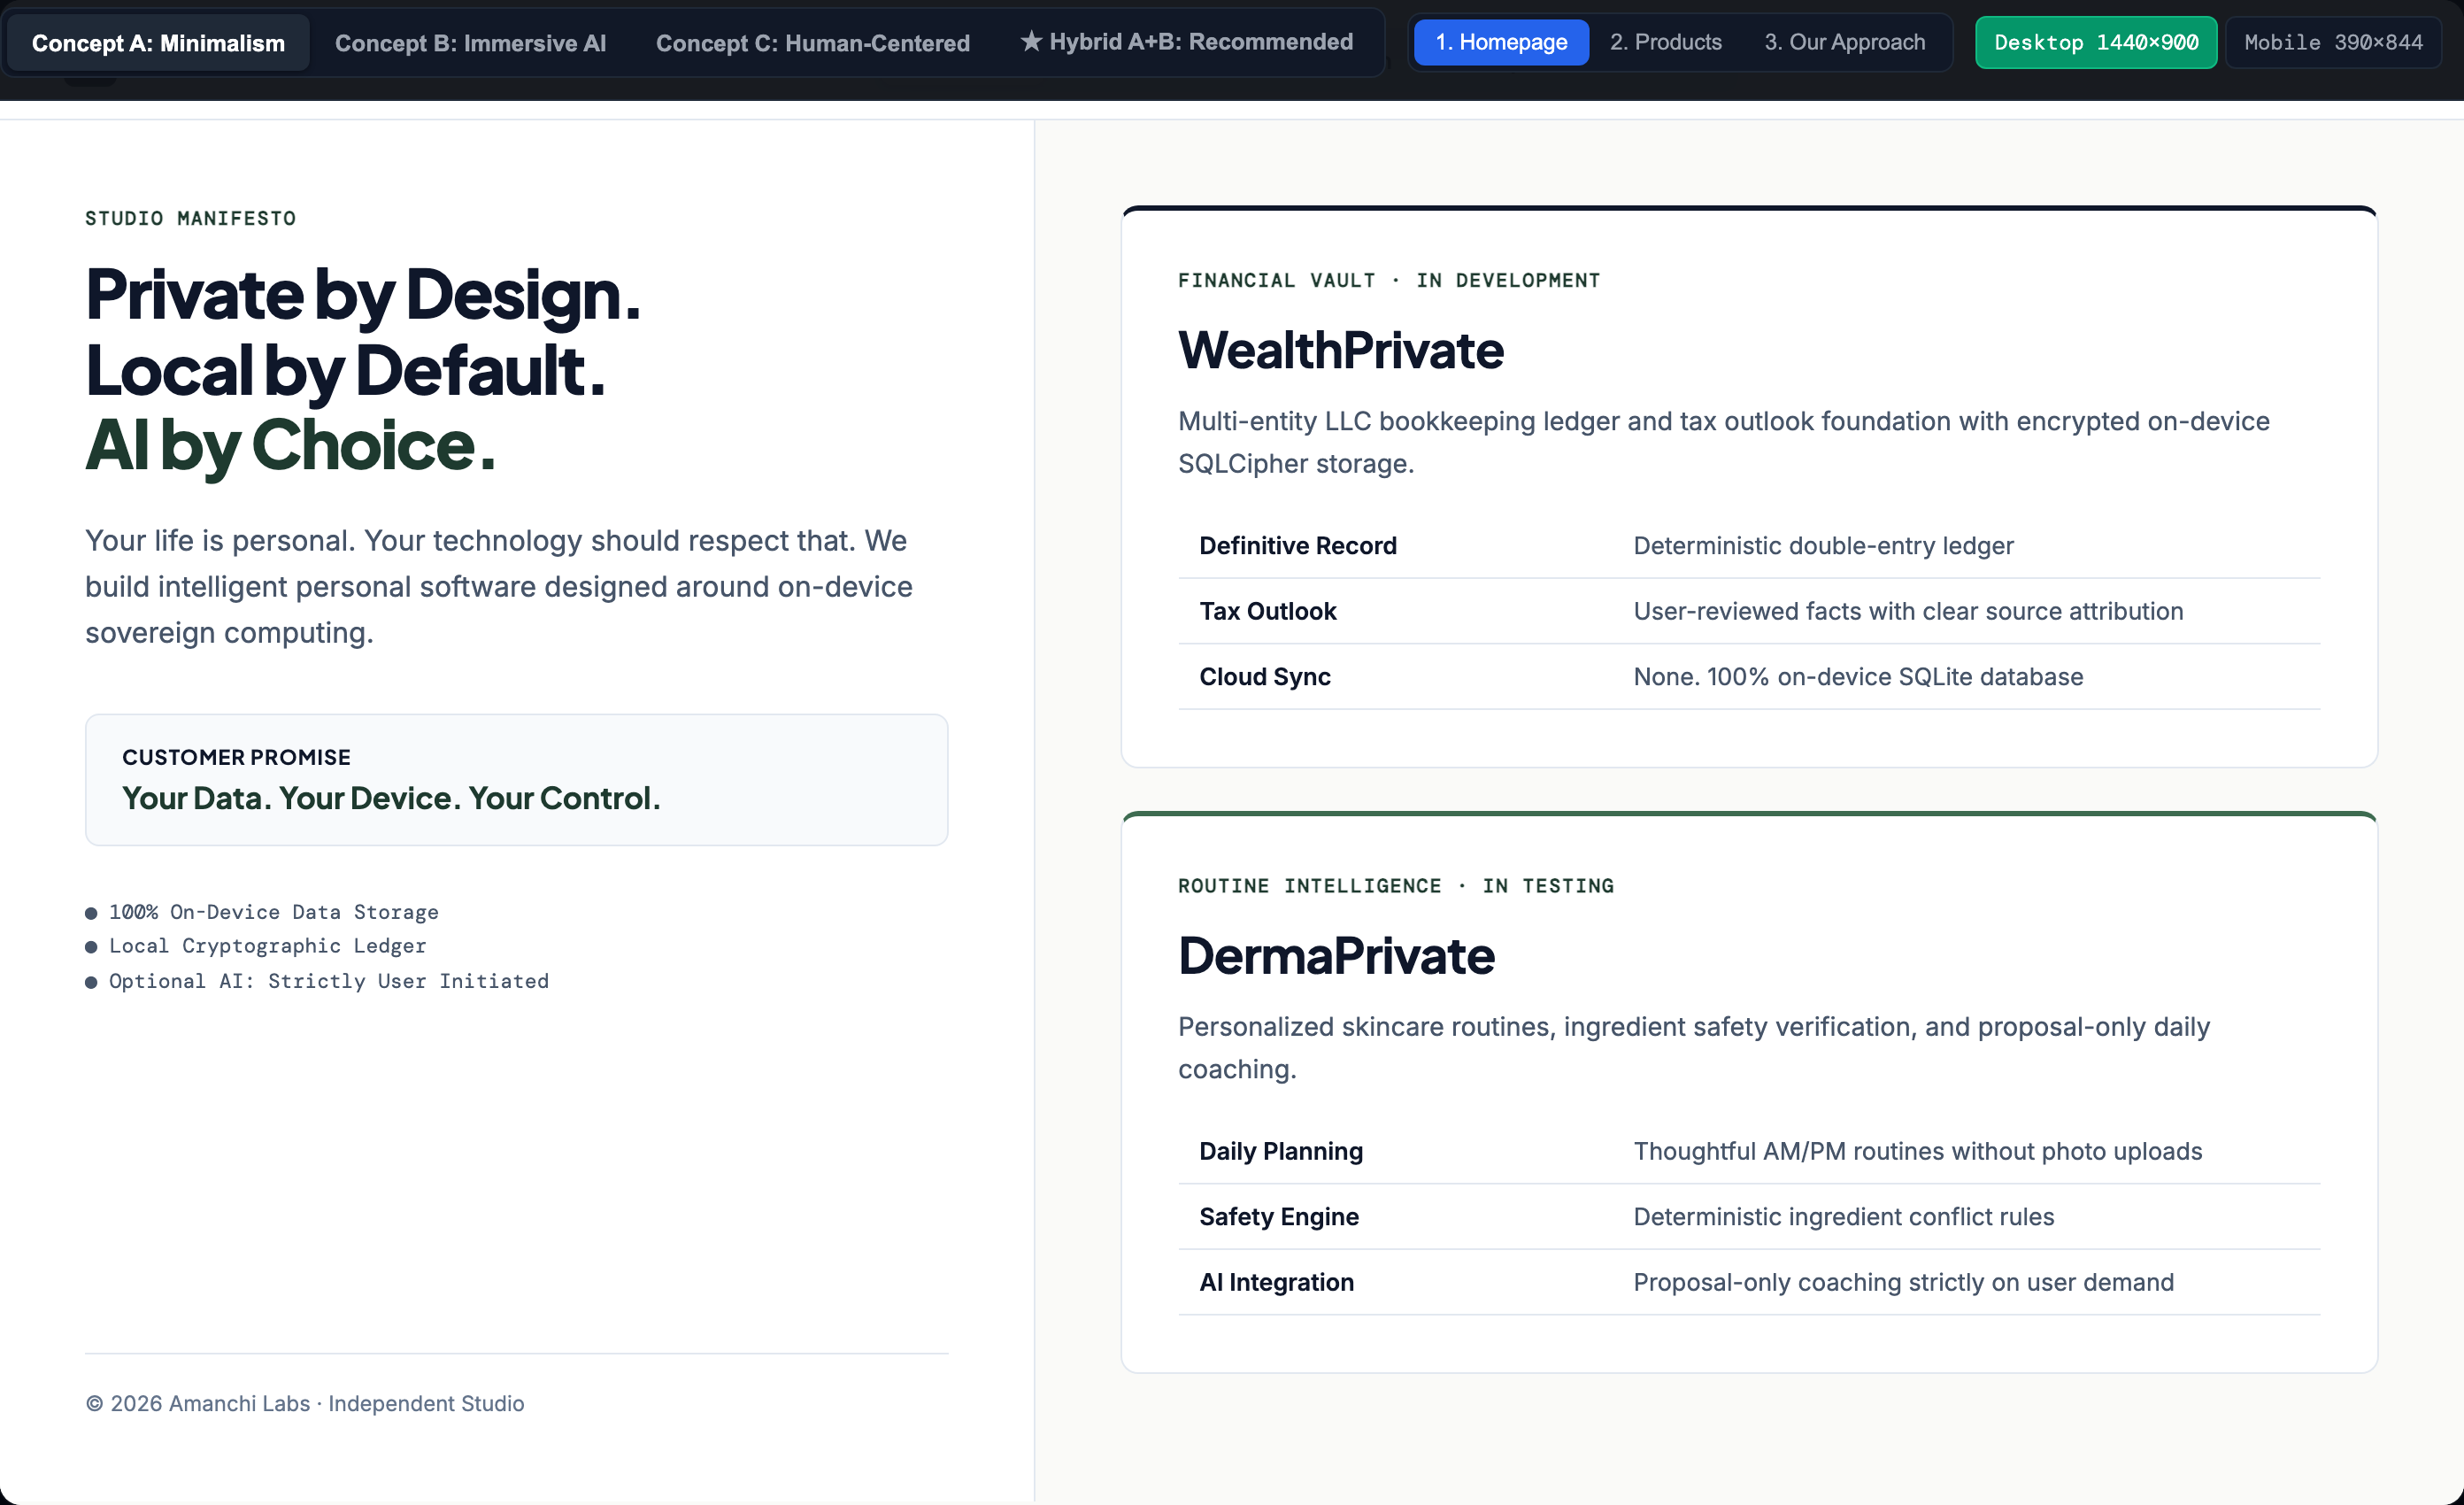 Concept A: Minimalism
Concept B: Immersive AI
Concept C: Human-Centered
★ Hybrid A+B: Recommended
1. Homepage
2. Products
3. Our Approach
Desktop 1440×900
Mobile 390×844
STUDIO MANIFESTO
Private by Design.
Local by Default.
AI by Choice.
Your life is personal. Your technology should respect that. We
build intelligent personal software designed around on-device
sovereign computing.
CUSTOMER PROMISE
Your Data. Your Device. Your Control.
● 100% On-Device Data Storage
● Local Cryptographic Ledger
● Optional AI: Strictly User Initiated
© 2026 Amanchi Labs · Independent Studio
FINANCIAL VAULT · IN DEVELOPMENT
WealthPrivate
Multi-entity LLC bookkeeping ledger and tax outlook foundation with encrypted on-device
SQLCipher storage.
Definitive Record Deterministic double-entry ledger
Tax Outlook User-reviewed facts with clear source attribution
Cloud Sync None. 100% on-device SQLite database
ROUTINE INTELLIGENCE · IN TESTING
DermaPrivate
Personalized skincare routines, ingredient safety verification, and proposal-only daily
coaching.
Daily Planning Thoughtful AM/PM routines without photo uploads
Safety Engine Deterministic ingredient conflict rules
AI Integration Proposal-only coaching strictly on user demand